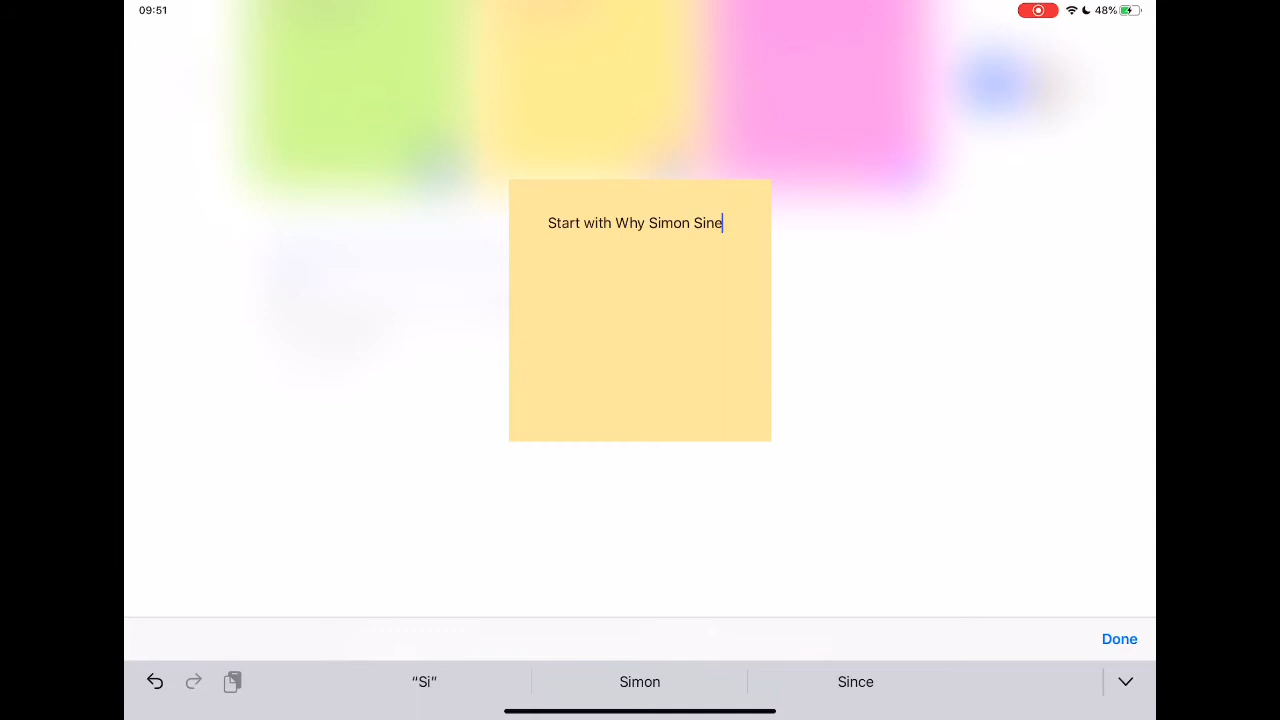 09:51
48%
Start with Why Simon Sine
Done
“Si”
Simon
Since